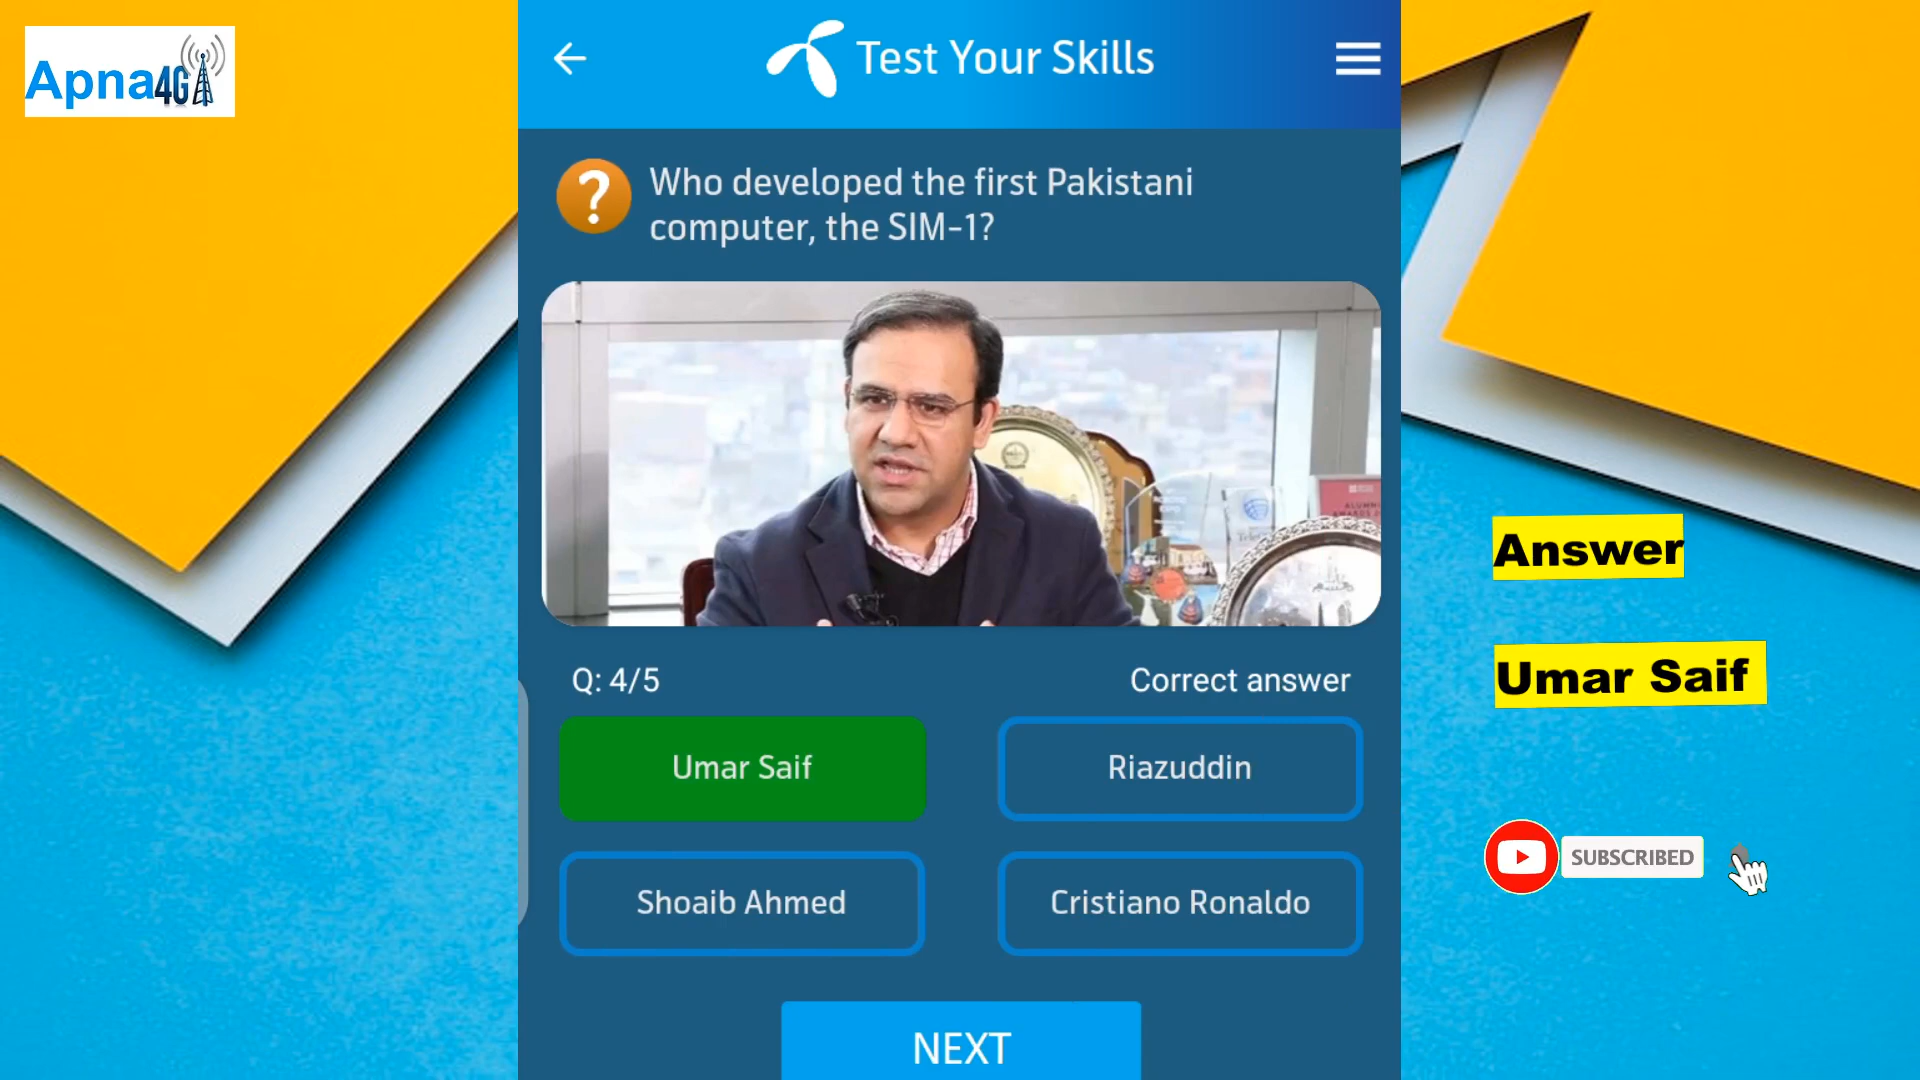 Apna4G
Test Your Skills
?
Who developed the first Pakistani
computer, the SIM-1?
Q: 4/5
Correct answer
Umar Saif
Riazuddin
Shoaib Ahmed
Cristiano Ronaldo
NEXT
Answer
Umar Saif
SUBSCRIBED